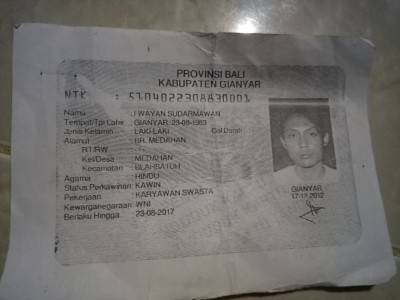 PROVINSI BALI
KABUPATEN GIANYAR
NIK : 5104022308830001
Nama : I WAYAN SUDARMAWAN
Tempat/Tgl Lahir : GIANYAR, 23-08-1983
Jenis Kelamin : LAKI-LAKI Gol Darah
Alamat : BR. MEDAHAN
RT/RW :
Kel/Desa : MEDAHAN
Kecamatan : BLAHBATUH
Agama : HINDU
Status Perkawinan : KAWIN
Pekerjaan : KARYAWAN SWASTA
Kewarganegaraan : WNI
Berlaku Hingga : 23-08-2017
GIANYAR
17-12-2012